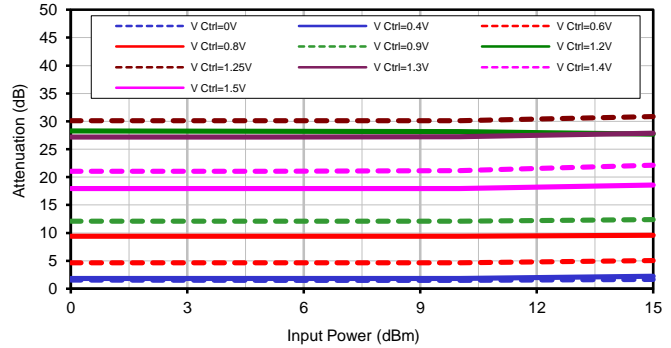 50
45
40
35
30
25
20
15
10
5
0
Attenuation (dB)
V Ctrl=0V V Ctrl=0.4V V Ctrl=0.6V
V Ctrl=0.8V V Ctrl=0.9V V Ctrl=1.2V
V Ctrl=1.25V V Ctrl=1.3V V Ctrl=1.4V
V Ctrl=1.5V
0 3 6 9 12 15
Input Power (dBm)